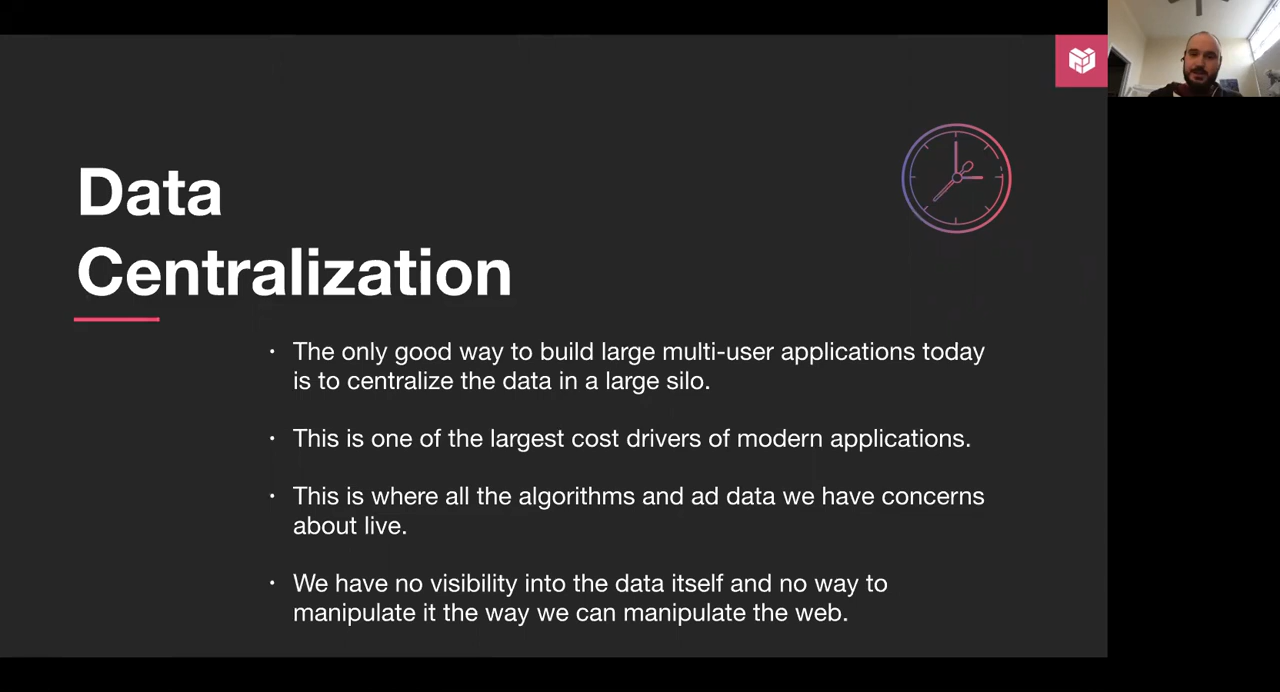 Data
Centralization
• The only good way to build large multi-user applications today
is to centralize the data in a large silo.
• This is one of the largest cost drivers of modern applications.
• This is where all the algorithms and ad data we have concerns
about live.
• We have no visibility into the data itself and no way to
manipulate it the way we can manipulate the web.